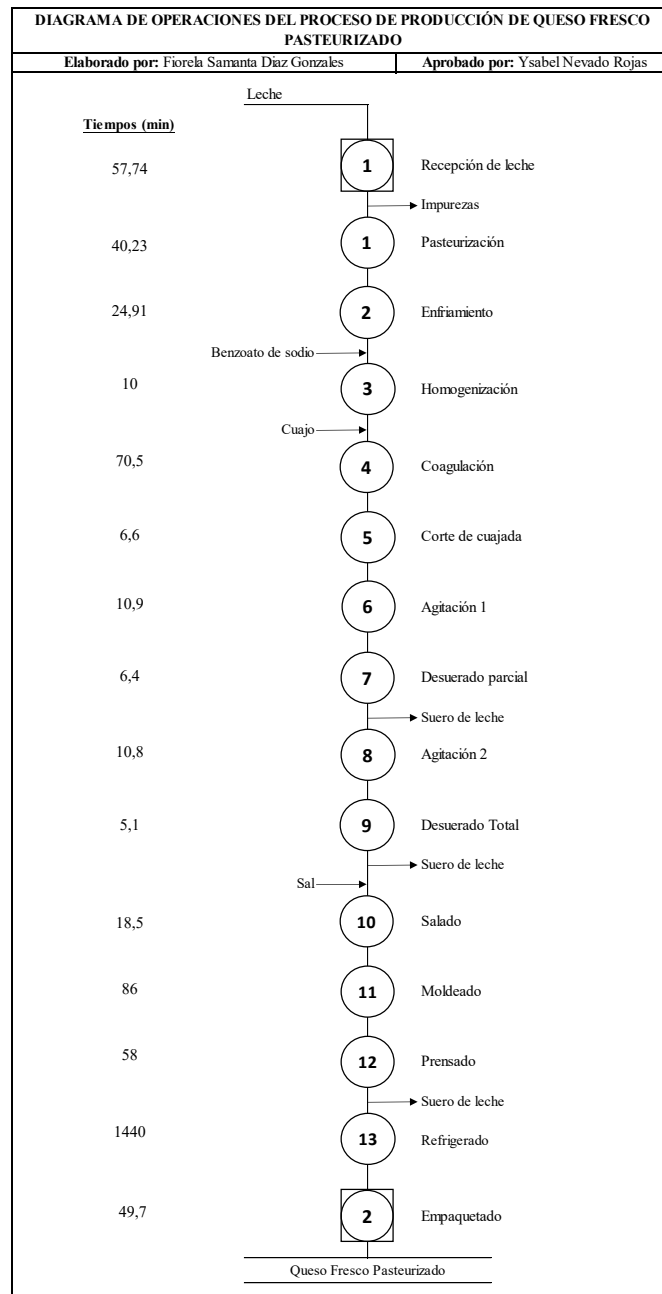 DIAGRAMA DE OPERACIONES DEL PROCESO DE PRODUCCIÓN DE QUESO FRESCO
PASTEURIZADO
Elaborado por: Fiorela Samanta Diaz Gonzales Aprobado por: Ysabel Nevado Rojas
Leche
Tiempos (min)
57,74 1 Recepción de leche
Impurezas
40,23 1 Pasteurización
24,91 2 Enfriamiento
Benzoato de sodio
10 3 Homogenización
Cuajo
70,5 4 Coagulación
6,6 5 Corte de cuajada
10,9 6 Agitación 1
6,4 7 Desuerado parcial
Suero de leche
10,8 8 Agitación 2
5,1 9 Desuerado Total
Suero de leche
Sal
18,5 10 Salado
86 11 Moldeado
58 12 Prensado
Suero de leche
1440 13 Refrigerado
49,7 2 Empaquetado
Queso Fresco Pasteurizado